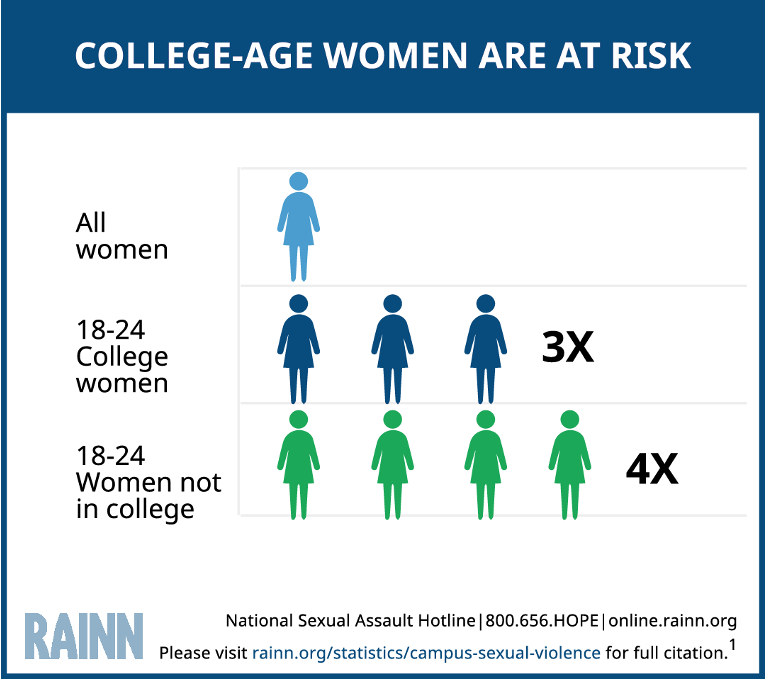 COLLEGE-AGE WOMEN ARE AT RISK
All
women
18-24
College
women
3X
18-24
Women not
in college
4X
RAINN
National Sexual Assault Hotline|800.656.HOPE|online.rainn.org
Please visit rainn.org/statistics/campus-sexual-violence for full citation.1